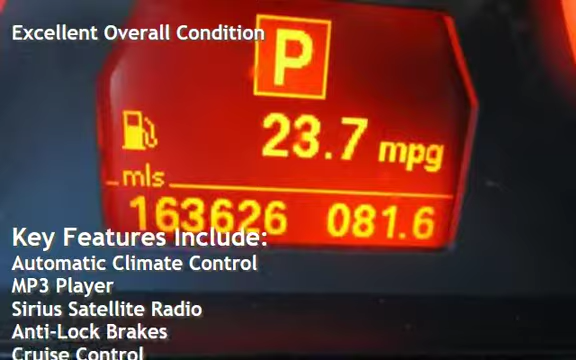 Excellent Overall Condition
P
23.7 mpg
mls
163626 081.6
Key Features Include:
Automatic Climate Control
MP3 Player
Sirius Satellite Radio
Anti-Lock Brakes
Cruise Control